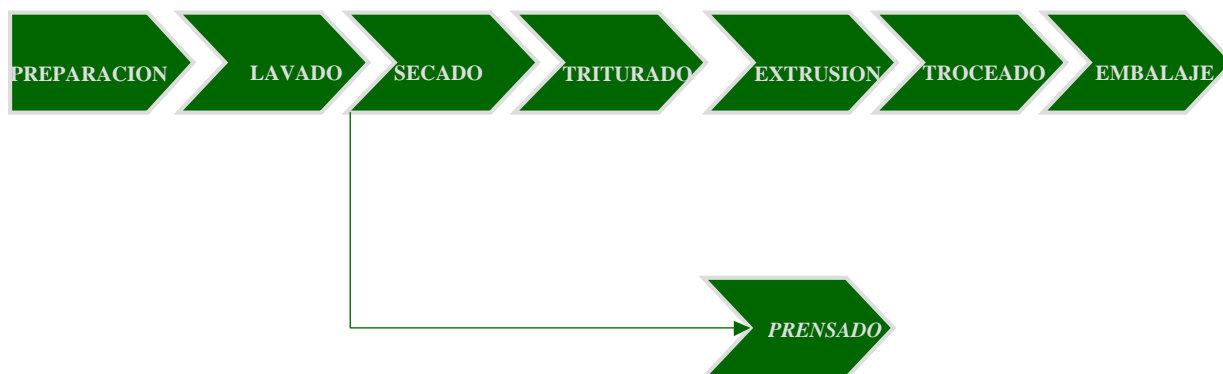 PREPARACION
LAVADO
SECADO
TRITURADO
EXTRUSION
TROCEADO
EMBALAJE
PRENSADO